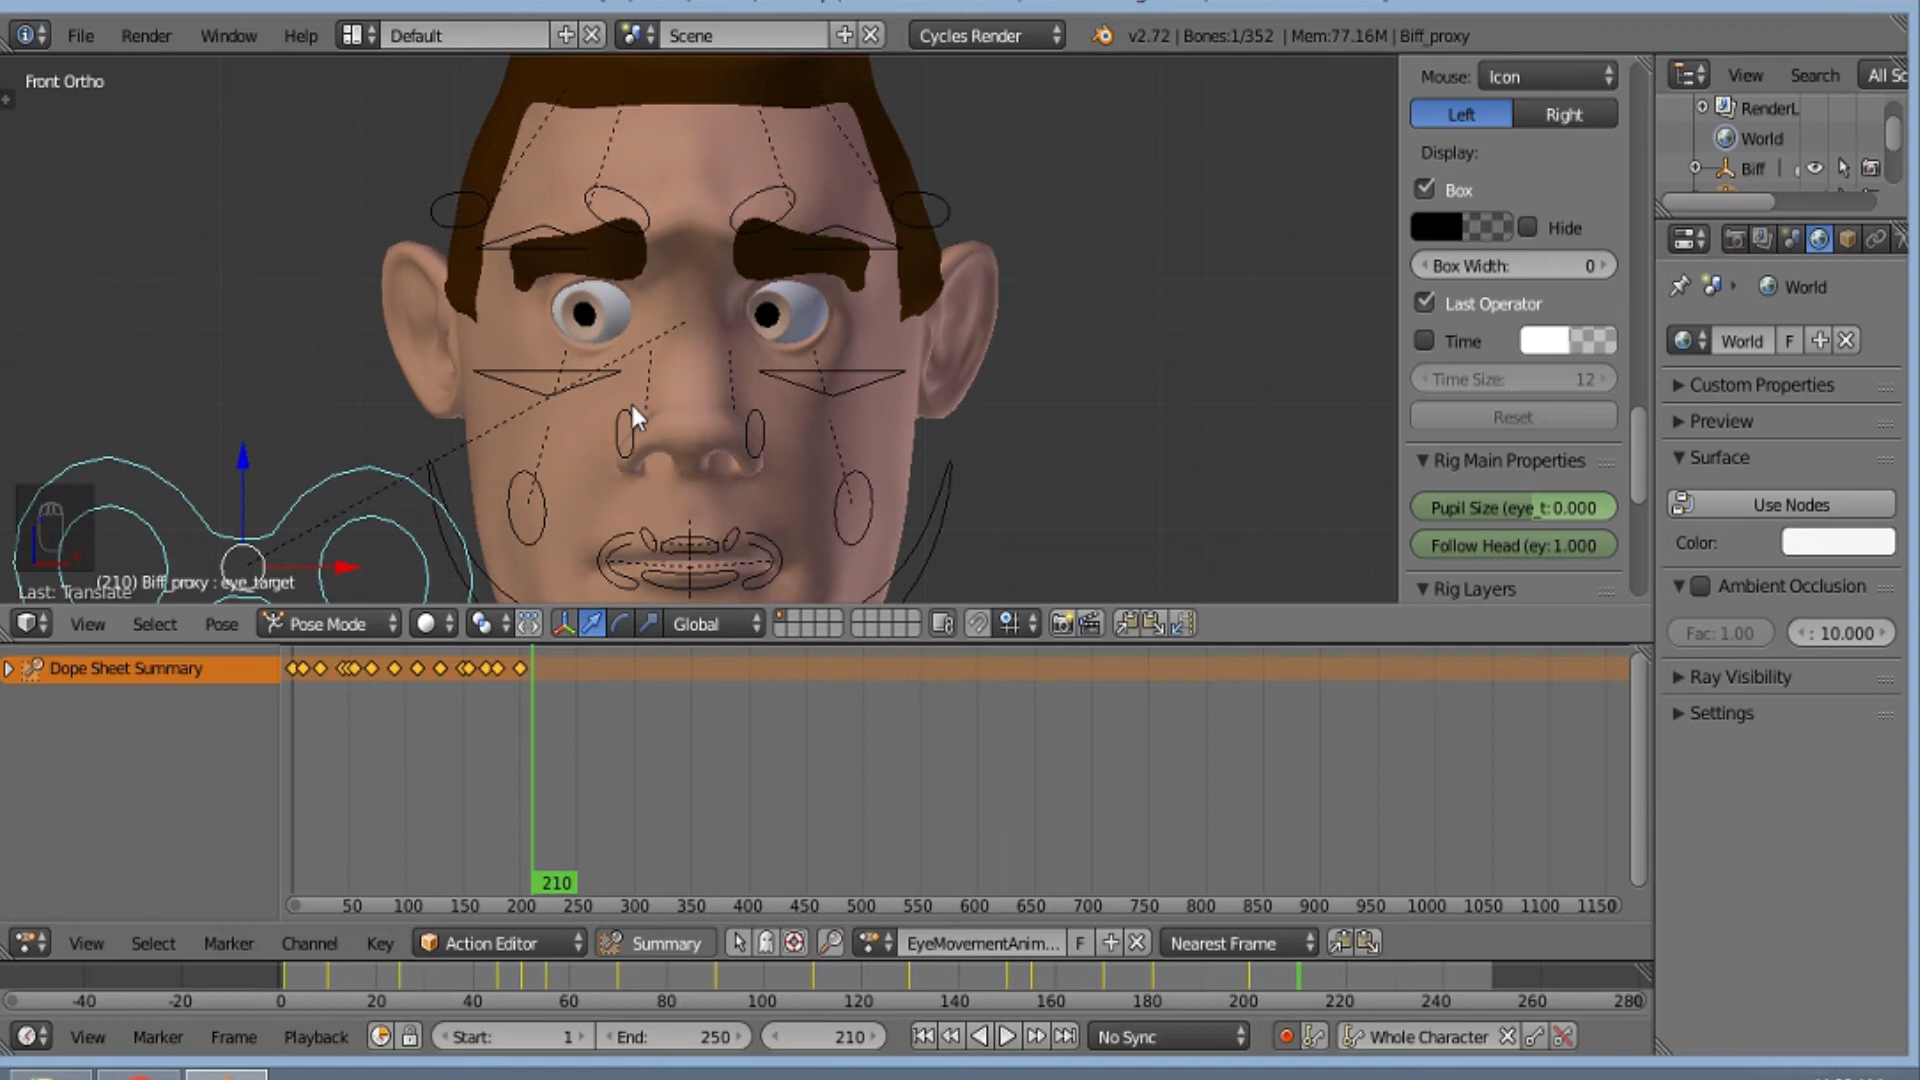 File Render Window Help Default Scene Cycles Render v2.72 | Bones:1/352 | Mem:77.16M | Biff_proxy
Front Ortho
(210) Biff_proxy : eye_target
Last: Translate
Mouse: Icon
Left Right
Display:
Box
Hide
Box Width: 0
Last Operator
Time
Time Size: 12
Reset
Rig Main Properties
Pupil Size (eye_t: 0.000
Follow Head (ey: 1.000
Rig Layers
View Search All Sc
RenderL
World
Biff
World
World F
Custom Properties
Preview
Surface
Use Nodes
Color:
Ambient Occlusion
Fac: 1.00 : 10.000
Ray Visibility
Settings
View Select Pose Pose Mode Global
Dope Sheet Summary
210
50 100 150 200 250 300 350 400 450 500 550 600 650 700 750 800 850 900 950 1000 1050 1100 1150
View Select Marker Channel Key Action Editor Summary EyeMovementAnim... F Nearest Frame
-40 -20 0 20 40 60 80 100 120 140 160 180 200 220 240 260 280
View Marker Frame Playback Start: 1 End: 250 210 No Sync Whole Character